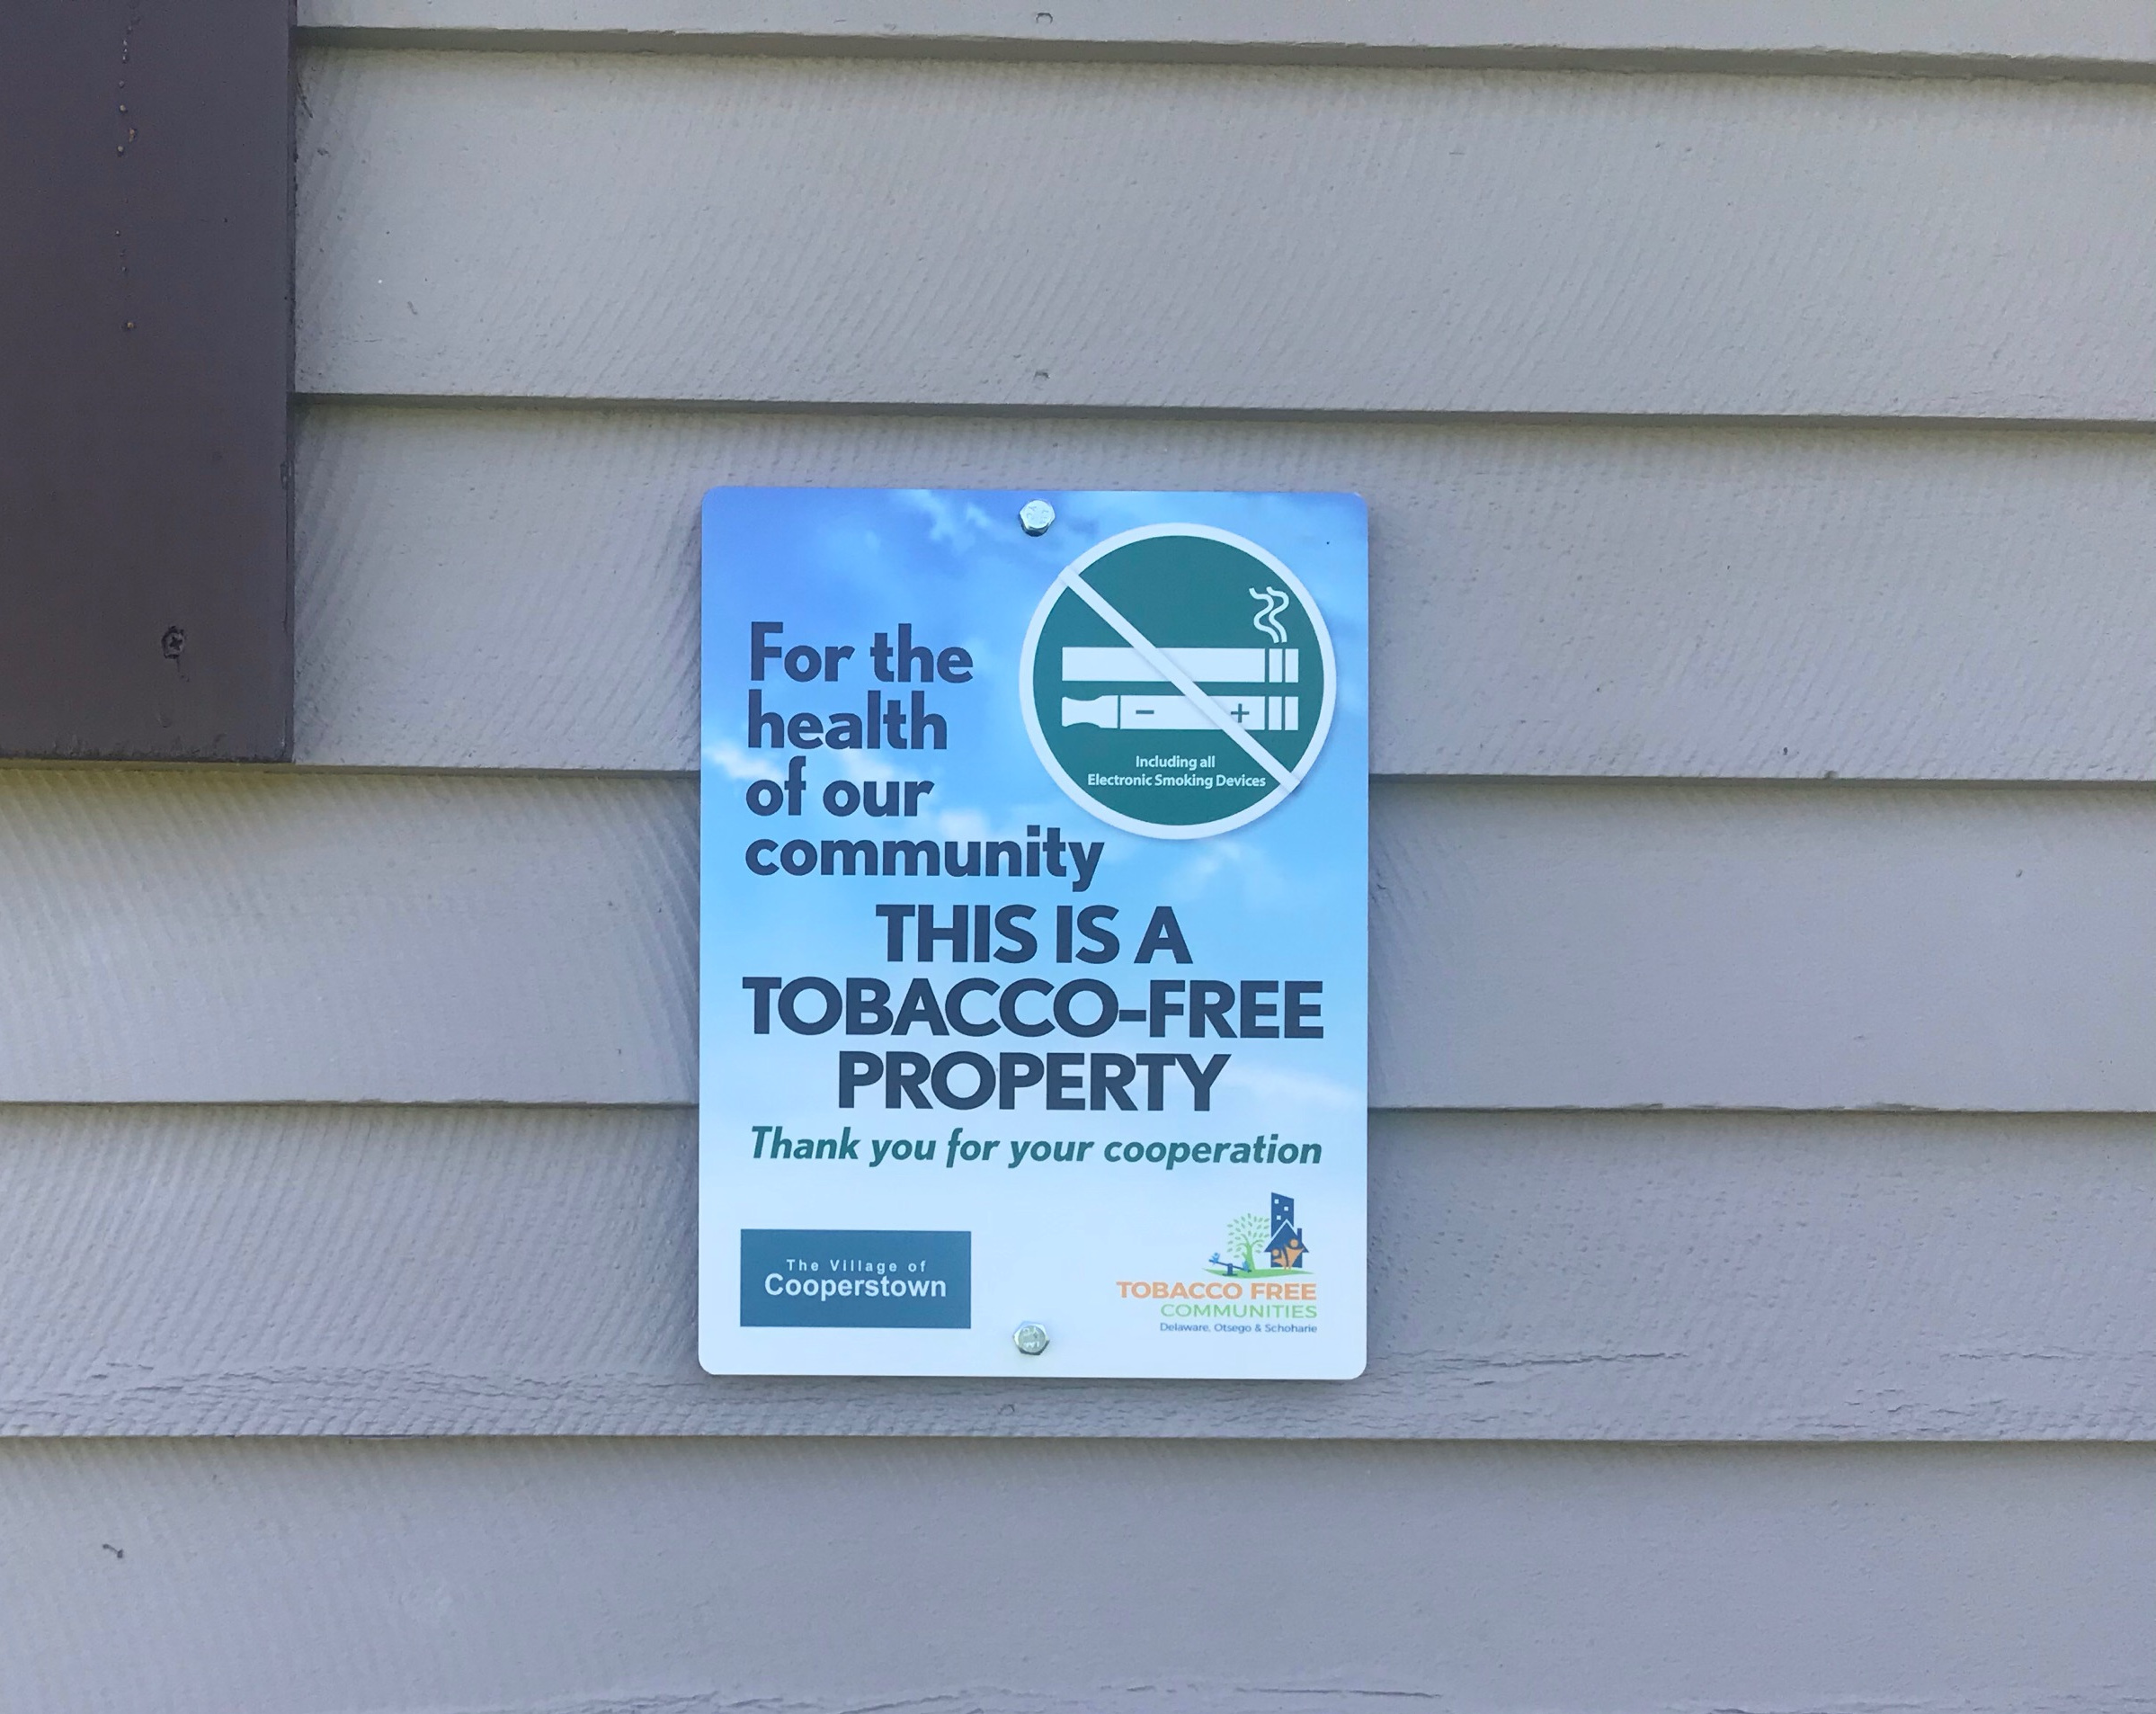 For the
health
of our
community
Including all
Electronic Smoking Devices
THIS IS A
TOBACCO-FREE
PROPERTY
Thank you for your cooperation
The Village of
Cooperstown
TOBACCO FREE
COMMUNITIES
Delaware, Otsego & Schoharie